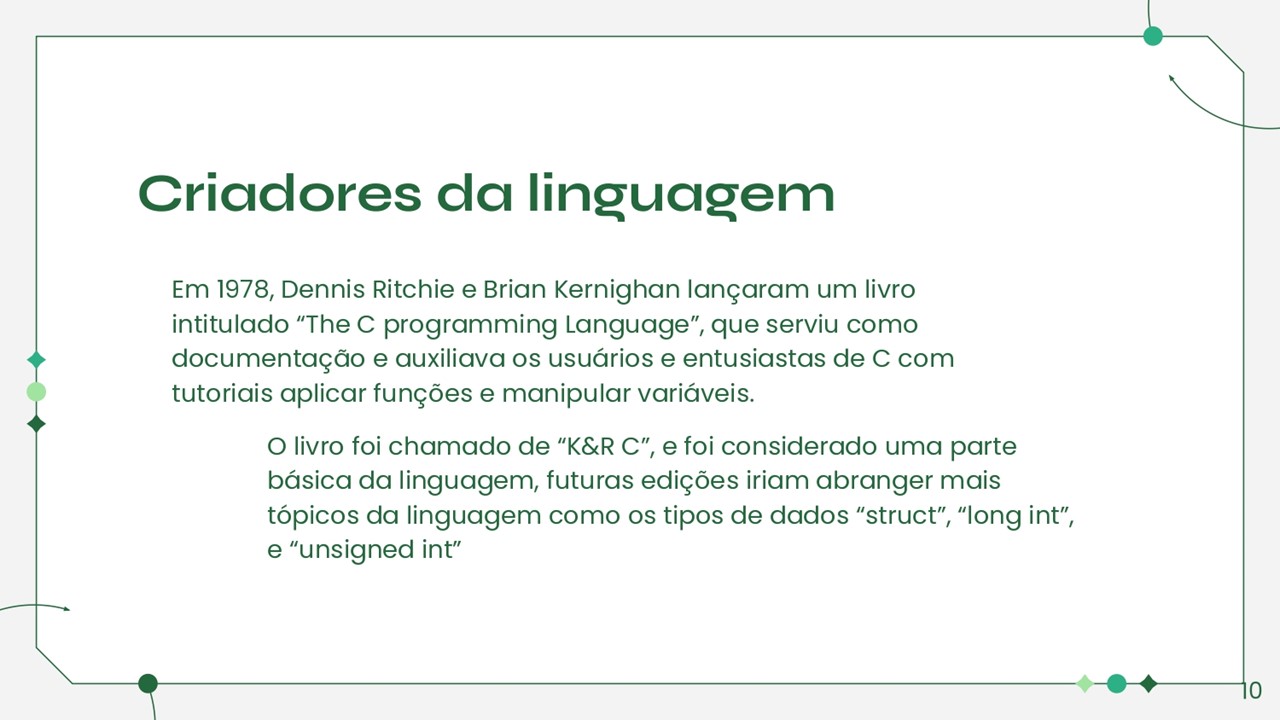 Criadores da linguagem
Em 1978, Dennis Ritchie e Brian Kernighan lançaram um livro
intitulado “The C programming Language”, que serviu como
documentação e auxiliava os usuários e entusiastas de C com
tutoriais aplicar funções e manipular variáveis.
O livro foi chamado de “K&R C”, e foi considerado uma parte
básica da linguagem, futuras edições iriam abranger mais
tópicos da linguagem como os tipos de dados “struct”, “long int”,
e “unsigned int”
10